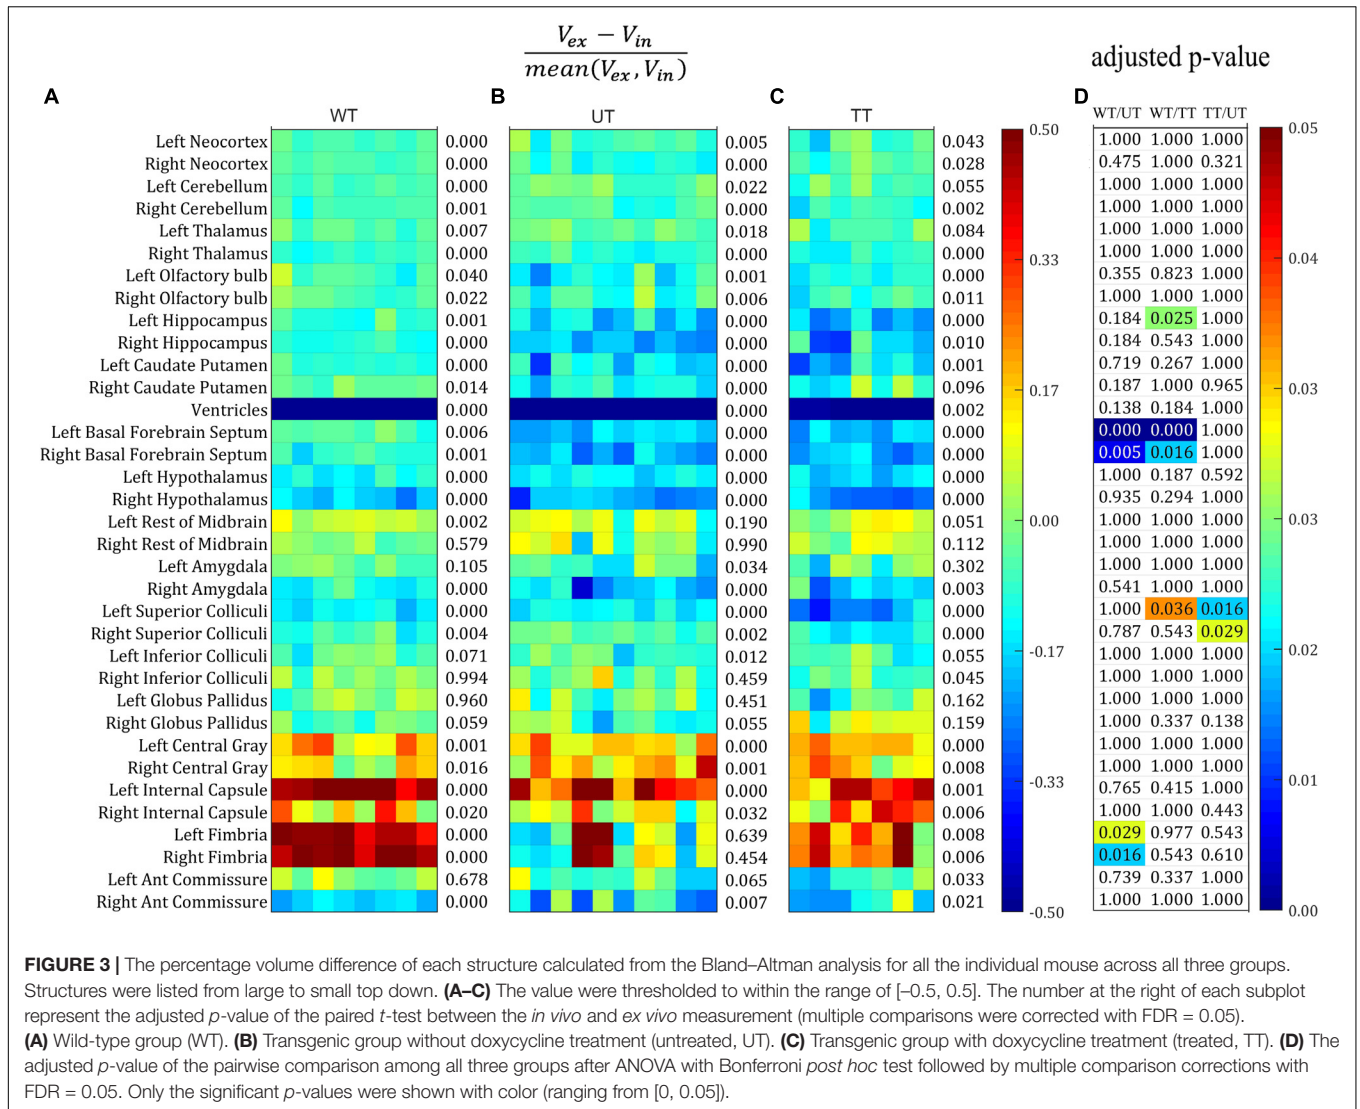 V_ex − V_in
mean(V_ex, V_in)
adjusted p-value
A
B
C
D
WT
UT
TT
WT/UT WT/TT TT/UT
Left Neocortex 0.000 0.005 0.043 1.000 1.000 1.000
Right Neocortex 0.000 0.000 0.028 0.475 1.000 0.321
Left Cerebellum 0.000 0.022 0.055 1.000 1.000 1.000
Right Cerebellum 0.001 0.000 0.002 1.000 1.000 1.000
Left Thalamus 0.007 0.018 0.084 1.000 1.000 1.000
Right Thalamus 0.000 0.000 0.000 1.000 1.000 1.000
Left Olfactory bulb 0.040 0.001 0.000 0.355 0.823 1.000
Right Olfactory bulb 0.022 0.006 0.011 1.000 1.000 1.000
Left Hippocampus 0.001 0.000 0.000 0.184 0.025 1.000
Right Hippocampus 0.000 0.000 0.010 0.184 0.543 1.000
Left Caudate Putamen 0.000 0.000 0.001 0.719 0.267 1.000
Right Caudate Putamen 0.014 0.000 0.096 0.187 1.000 0.965
Ventricles 0.000 0.000 0.002 0.138 0.184 1.000
Left Basal Forebrain Septum 0.006 0.000 0.000 0.000 0.000 1.000
Right Basal Forebrain Septum 0.001 0.000 0.000 0.005 0.016 1.000
Left Hypothalamus 0.000 0.000 0.000 1.000 0.187 0.592
Right Hypothalamus 0.000 0.000 0.000 0.935 0.294 1.000
Left Rest of Midbrain 0.002 0.190 0.051 1.000 1.000 1.000
Right Rest of Midbrain 0.579 0.990 0.112 1.000 1.000 1.000
Left Amygdala 0.105 0.034 0.302 1.000 1.000 1.000
Right Amygdala 0.000 0.000 0.003 0.541 1.000 1.000
Left Superior Colliculi 0.000 0.000 0.000 1.000 0.036 0.016
Right Superior Colliculi 0.004 0.002 0.000 0.787 0.543 0.029
Left Inferior Colliculi 0.071 0.012 0.055 1.000 1.000 1.000
Right Inferior Colliculi 0.994 0.459 0.045 1.000 1.000 1.000
Left Globus Pallidus 0.960 0.451 0.162 1.000 1.000 1.000
Right Globus Pallidus 0.059 0.055 0.159 1.000 0.337 0.138
Left Central Gray 0.001 0.000 0.000 1.000 1.000 1.000
Right Central Gray 0.016 0.001 0.008 1.000 1.000 1.000
Left Internal Capsule 0.000 0.000 0.001 0.765 0.415 1.000
Right Internal Capsule 0.020 0.032 0.006 1.000 1.000 0.443
Left Fimbria 0.000 0.639 0.008 0.029 0.977 0.543
Right Fimbria 0.000 0.454 0.006 0.016 0.543 0.610
Left Ant Commissure 0.678 0.065 0.033 0.739 0.337 1.000
Right Ant Commissure 0.000 0.007 0.021 1.000 1.000 1.000
0.50
0.33
0.17
0.00
-0.17
-0.33
-0.50
0.05
0.04
0.03
0.03
0.02
0.01
0.00
FIGURE 3 | The percentage volume difference of each structure calculated from the Bland–Altman analysis for all the individual mouse across all three groups.
Structures were listed from large to small top down. (A–C) The value were thresholded to within the range of [–0.5, 0.5]. The number at the right of each subplot
represent the adjusted p-value of the paired t-test between the in vivo and ex vivo measurement (multiple comparisons were corrected with FDR = 0.05).
(A) Wild-type group (WT). (B) Transgenic group without doxycycline treatment (untreated, UT). (C) Transgenic group with doxycycline treatment (treated, TT). (D) The
adjusted p-value of the pairwise comparison among all three groups after ANOVA with Bonferroni post hoc test followed by multiple comparison corrections with
FDR = 0.05. Only the significant p-values were shown with color (ranging from [0, 0.05]).